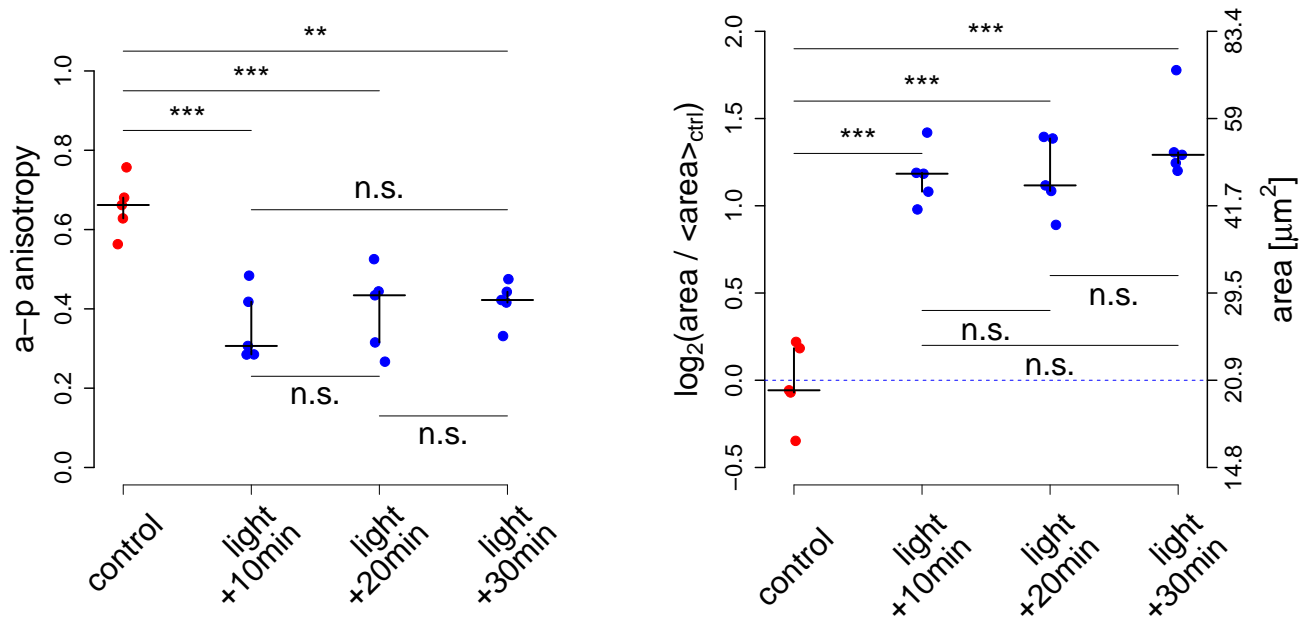 **
***
***
n.s.
n.s.
n.s.
a−p anisotropy
0.0
0.2
0.4
0.6
0.8
1.0
control
light
+10min
light
+20min
light
+30min
***
***
***
n.s.
n.s.
n.s.
log2(area / <area>ctrl)
−0.5
0.0
0.5
1.0
1.5
2.0
14.8
20.9
29.5
41.7
59
83.4
area [μm²]
control
light
+10min
light
+20min
light
+30min